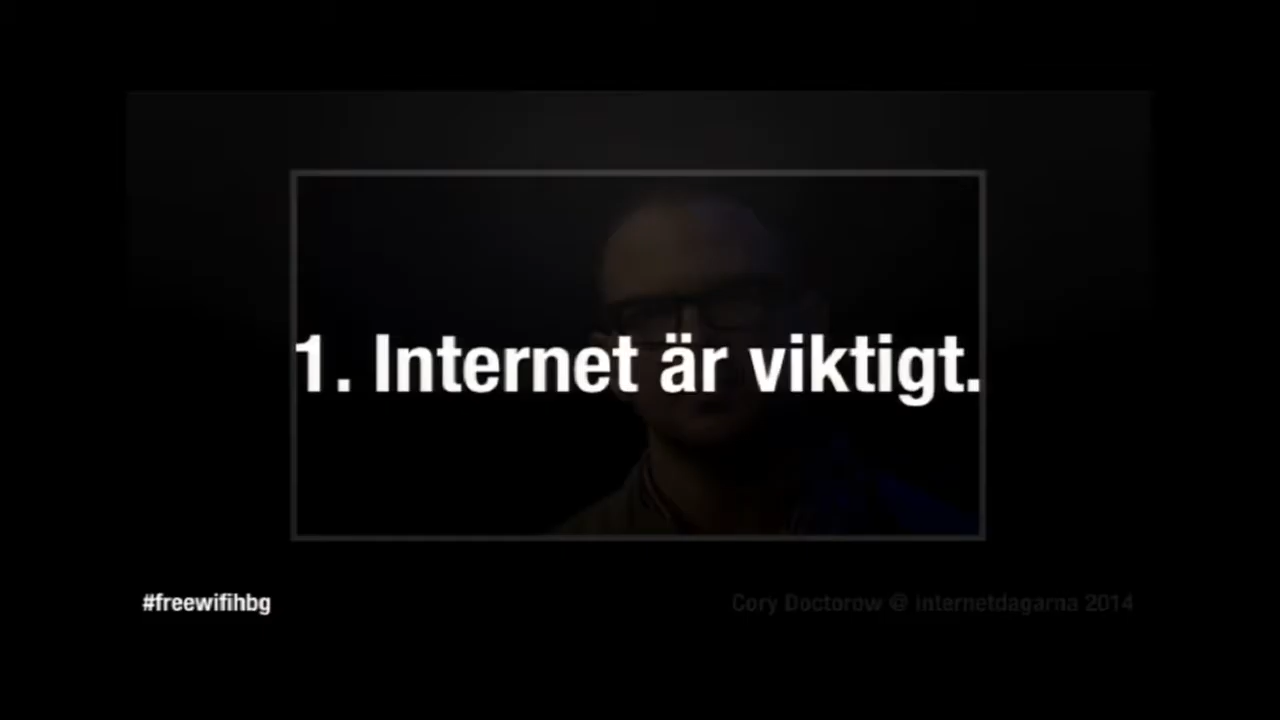 1. Internet är viktigt.
#freewifihbg
Cory Doctorow @ internetdagarna 2014